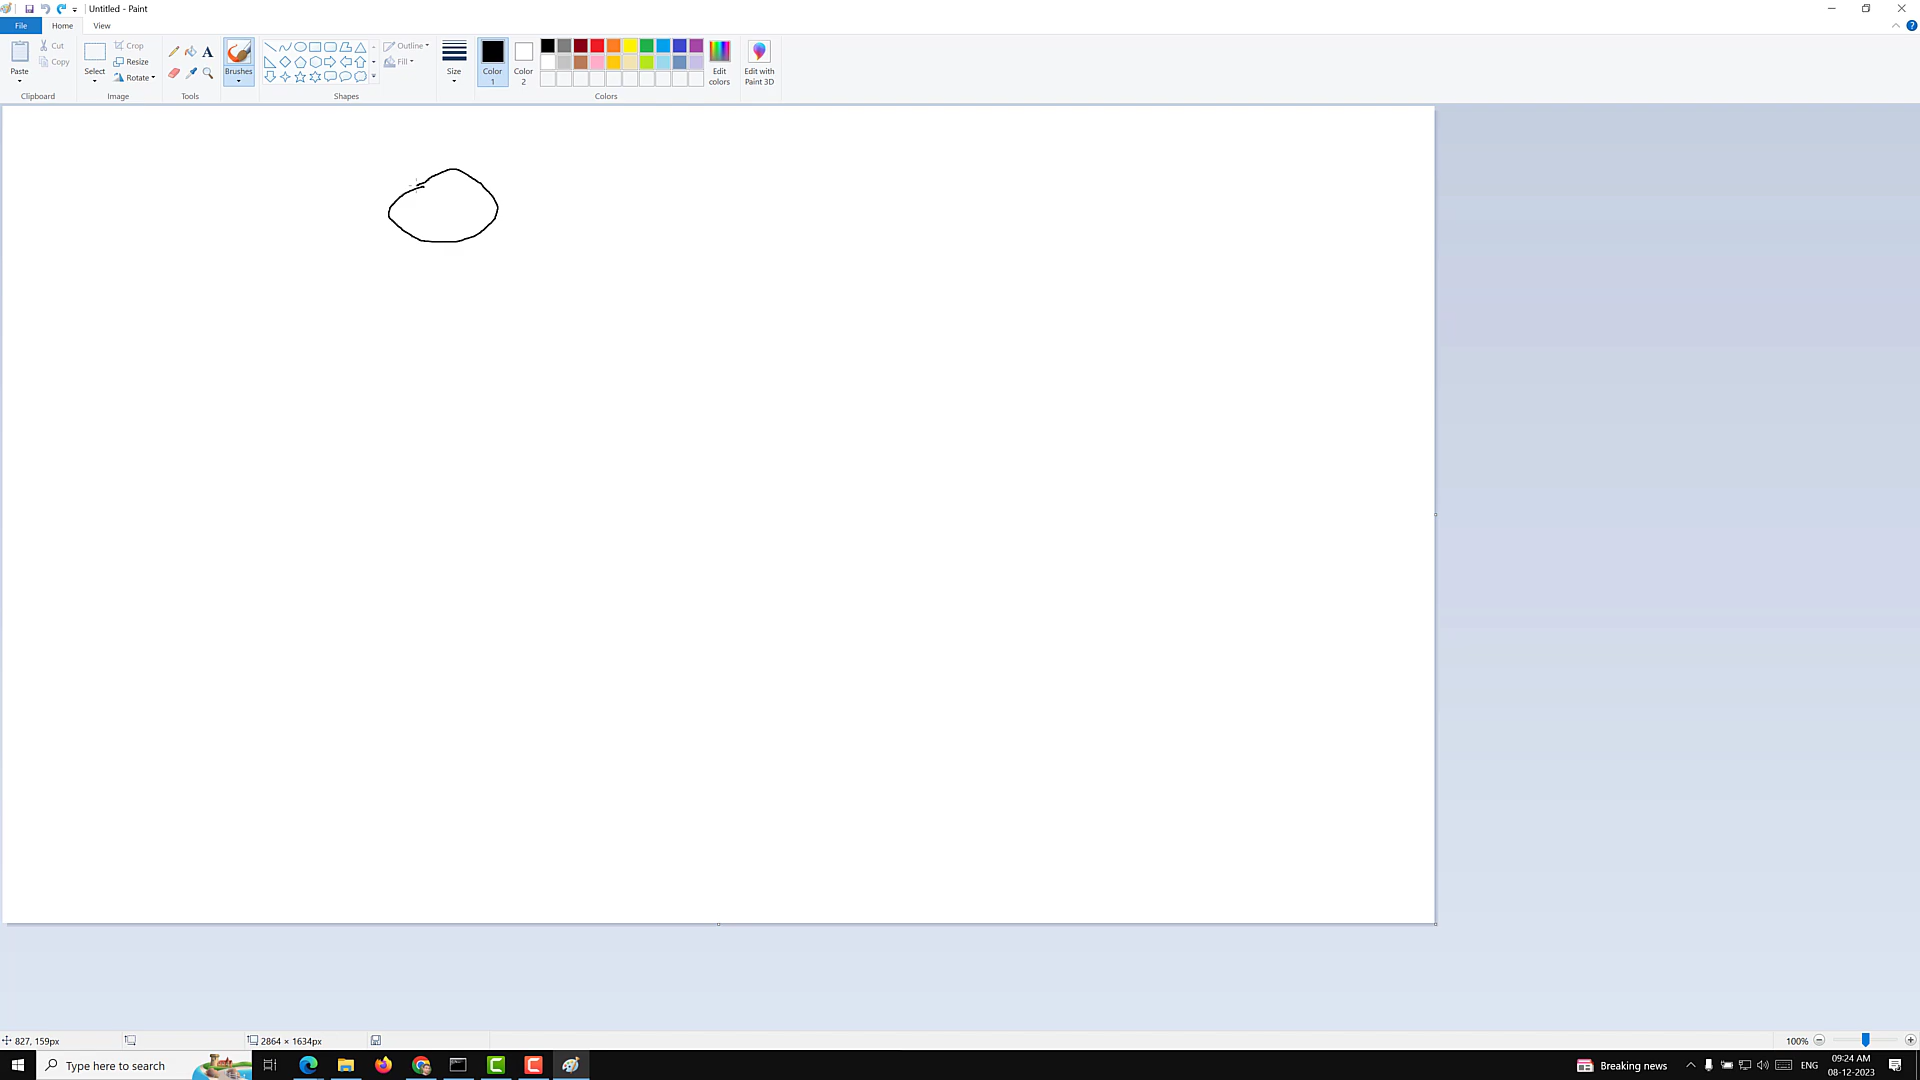 Untitled - Paint
File Home View
Paste
Cut
Copy
Clipboard
Select
Crop
Resize
Rotate
Image
A
Tools
Brushes
Outline
Fill
Shapes
Size
Color 1
Color 2
Edit colors
Colors
Edit with Paint 3D
827, 159px
2864 × 1634px
100%
Type here to search
Breaking news
ENG
09:24 AM
08-12-2023